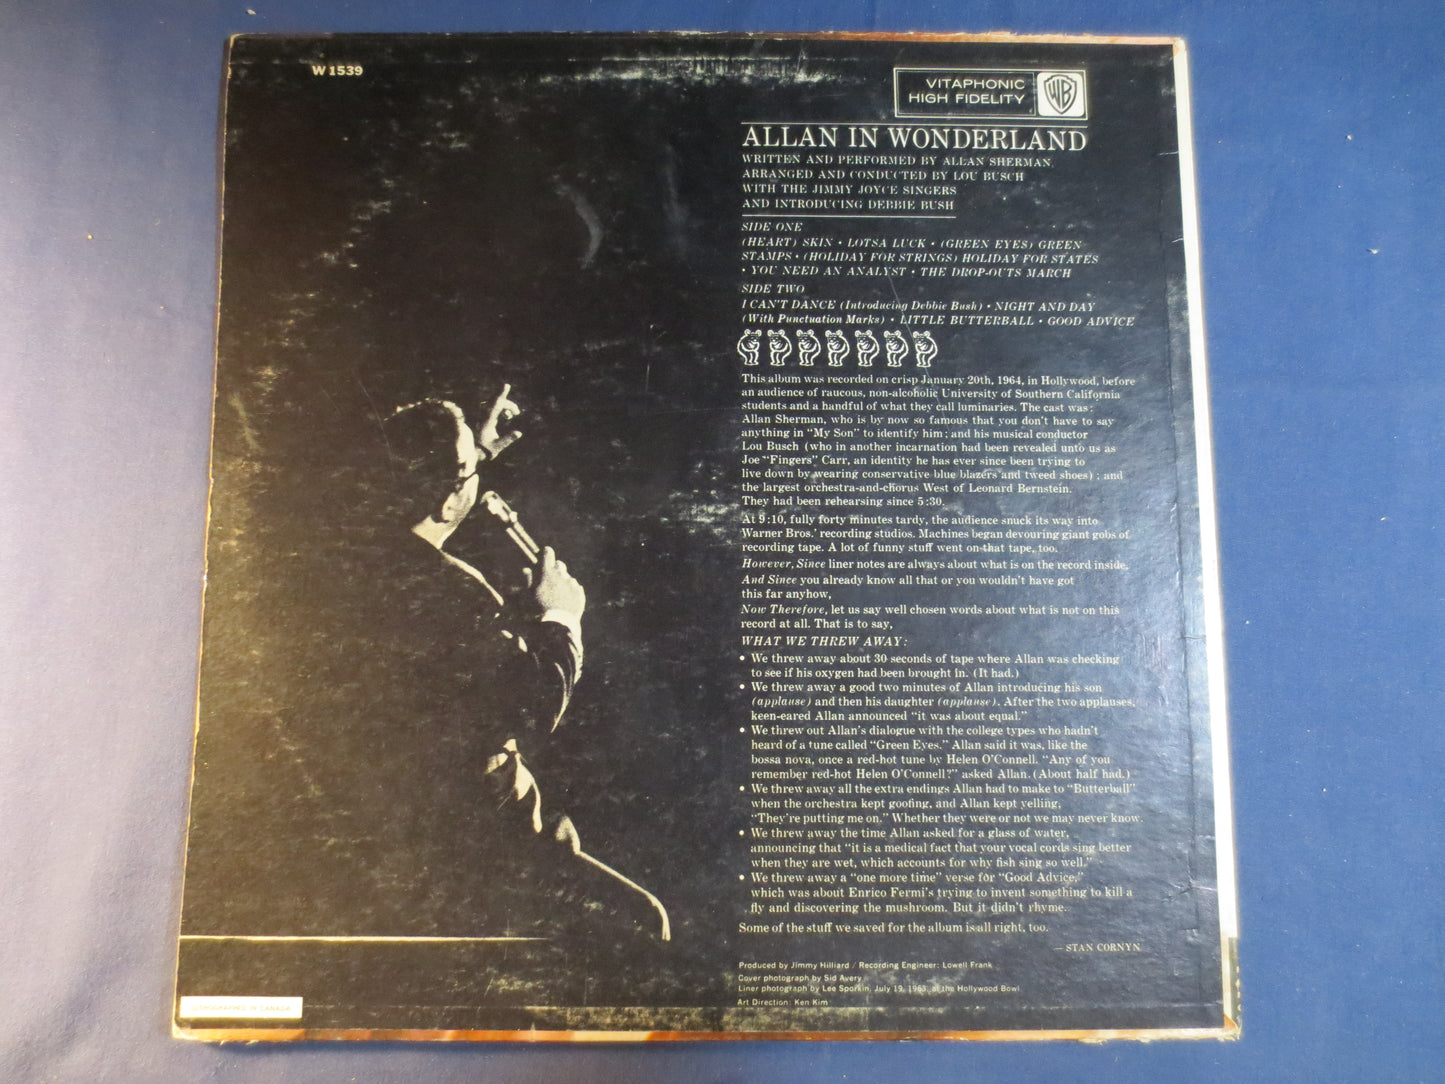 W 1539
VITAPHONIC
HIGH FIDELITY
WB
ALLAN IN WONDERLAND
WRITTEN AND PERFORMED BY ALLAN SHERMAN,
ARRANGED AND CONDUCTED BY LOU BUSCH
WITH THE JIMMY JOYCE SINGERS
AND INTRODUCING DEBBIE BUSH
SIDE ONE
(HEART) SKIN • LOTSA LUCK • (GREEN EYES) GREEN
STAMPS • (HOLIDAY FOR STRINGS) HOLIDAY FOR STATES
• YOU NEED AN ANALYST • THE DROP-OUTS MARCH
SIDE TWO
I CAN'T DANCE (Introducing Debbie Bush) • NIGHT AND DAY
(With Punctuation Marks) • LITTLE BUTTERBALL • GOOD ADVICE
This album was recorded on crisp January 20th, 1964, in Hollywood, before
an audience of raucous, non-alcoholic University of Southern California
students and a handful of what they call luminaries. The cast was:
Allan Sherman, who is by now so famous that you don't have to say
anything in "My Son" to identify him; and his musical conductor
Lou Busch (who in another incarnation had been revealed unto us as
Joe "Fingers" Carr, an identity he has ever since been trying to
live down by wearing conservative blue blazers and tweed shoes); and
the largest orchestra-and-chorus West of Leonard Bernstein.
They had been rehearsing since 5:30.
At 9:10, fully forty minutes tardy, the audience snuck its way into
Warner Bros.' recording studios. Machines began devouring giant gobs of
recording tape. A lot of funny stuff went on that tape, too.
However, Since liner notes are always about what is on the record inside,
And Since you already know all that or you wouldn't have got
this far anyhow,
Now Therefore, let us say well chosen words about what is not on this
record at all. That is to say,
WHAT WE THREW AWAY:
• We threw away about 30 seconds of tape where Allan was checking
to see if his oxygen had been brought in. (It had.)
• We threw away a good two minutes of Allan introducing his son
(applause) and then his daughter (applause). After the two applauses,
keen-eared Allan announced "it was about equal."
• We threw out Allan's dialogue with the college types who hadn't
heard of a tune called "Green Eyes." Allan said it was, like the
bossa nova, once a red-hot tune by Helen O'Connell. "Any of you
remember red-hot Helen O'Connell?" asked Allan. (About half had.)
• We threw away all the extra endings Allan had to make to "Butterball"
when the orchestra kept goofing, and Allan kept yelling,
"They're putting me on." Whether they were or not we may never know.
• We threw away the time Allan asked for a glass of water,
announcing that "it is a medical fact that your vocal cords sing better
when they are wet, which accounts for why fish sing so well."
• We threw away a "one more time" verse for "Good Advice,"
which was about Enrico Fermi's trying to invent something to kill a
fly and discovering the mushroom. But it didn't rhyme.
Some of the stuff we saved for the album is all right, too.
— STAN CORNYN
Produced by Jimmy Hilliard / Recording Engineer: Lowell Frank
Cover photograph by Sid Avery
Liner photograph by Lee Sporkin, July 19, 1963, at the Hollywood Bowl
Art Direction: Ken Kim
LITHOGRAPHED IN CANADA